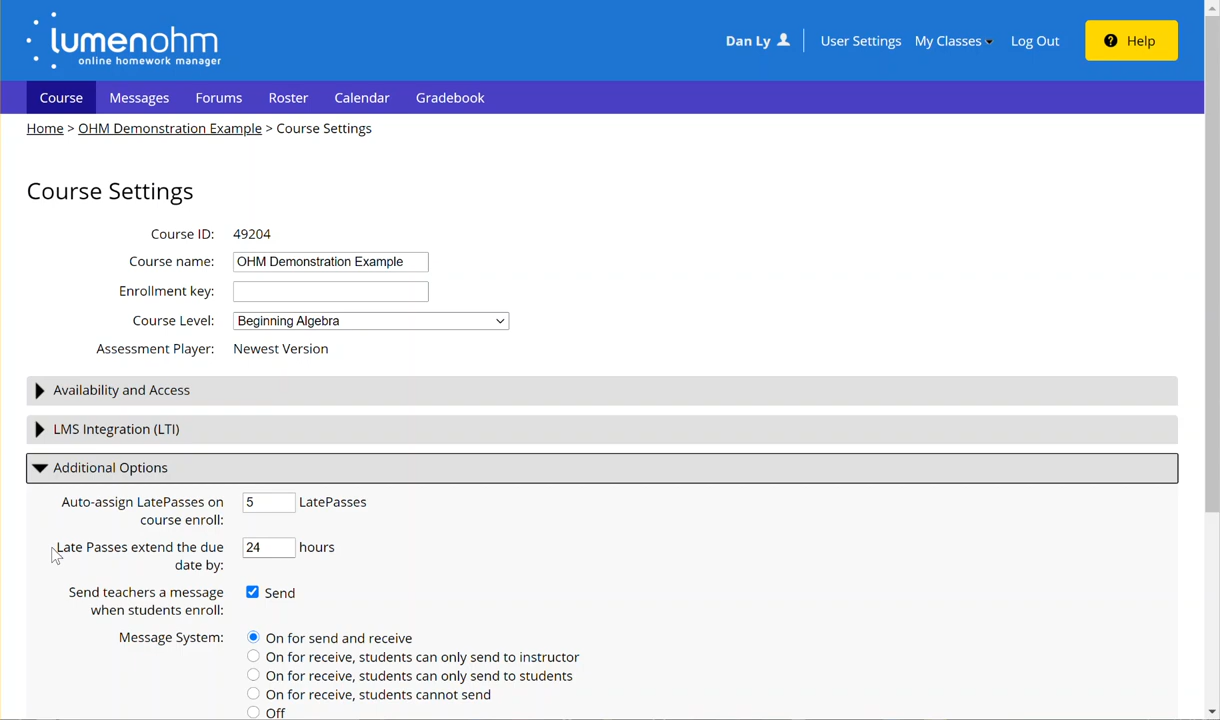 lumenohm
online homework manager
Dan Ly User Settings My Classes Log Out ? Help
Course Messages Forums Roster Calendar Gradebook
Home > OHM Demonstration Example > Course Settings
Course Settings
Course ID: 49204
Course name: OHM Demonstration Example
Enrollment key:
Course Level: Beginning Algebra
Assessment Player: Newest Version
Availability and Access
LMS Integration (LTI)
Additional Options
Auto-assign LatePasses on 5 LatePasses
course enroll:
Late Passes extend the due 24 hours
date by:
Send teachers a message Send
when students enroll:
Message System: On for send and receive
On for receive, students can only send to instructor
On for receive, students can only send to students
On for receive, students cannot send
Off